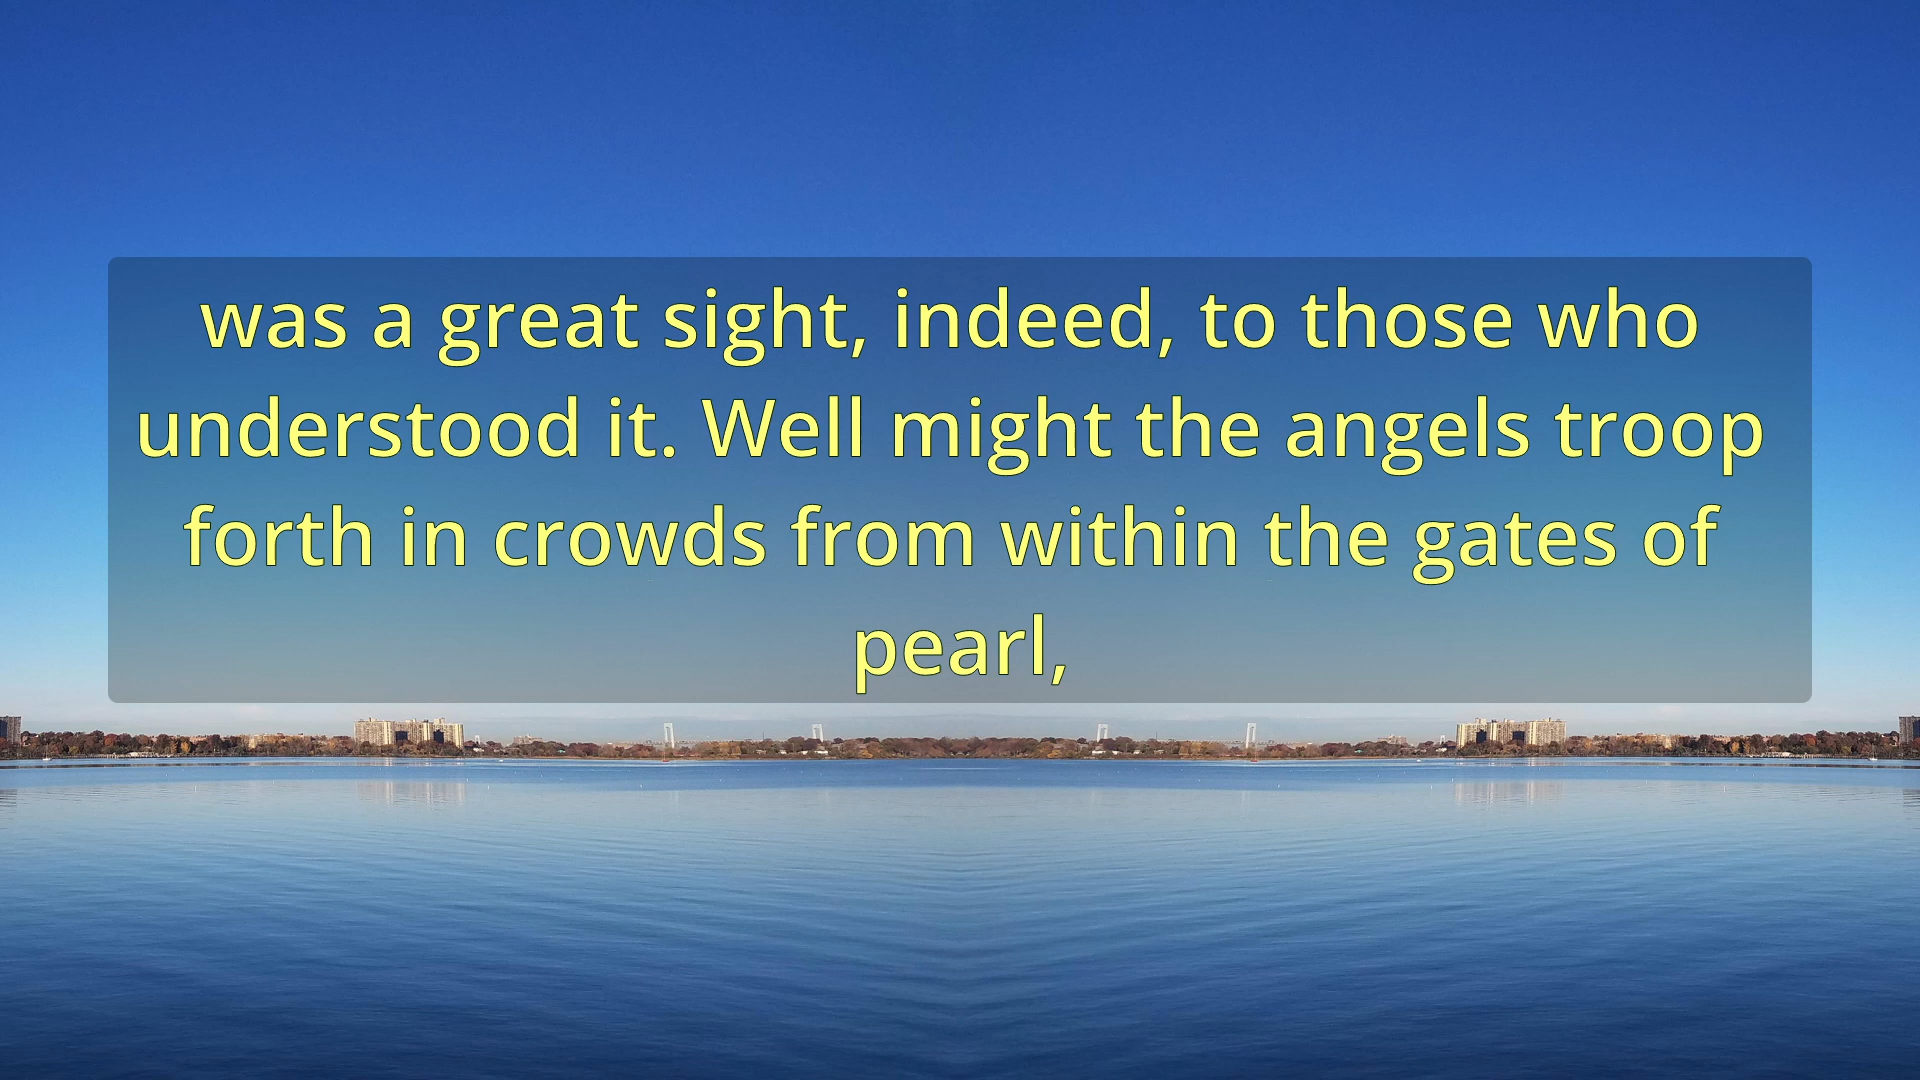 was a great sight, indeed, to those who
understood it. Well might the angels troop
forth in crowds from within the gates of
pearl,